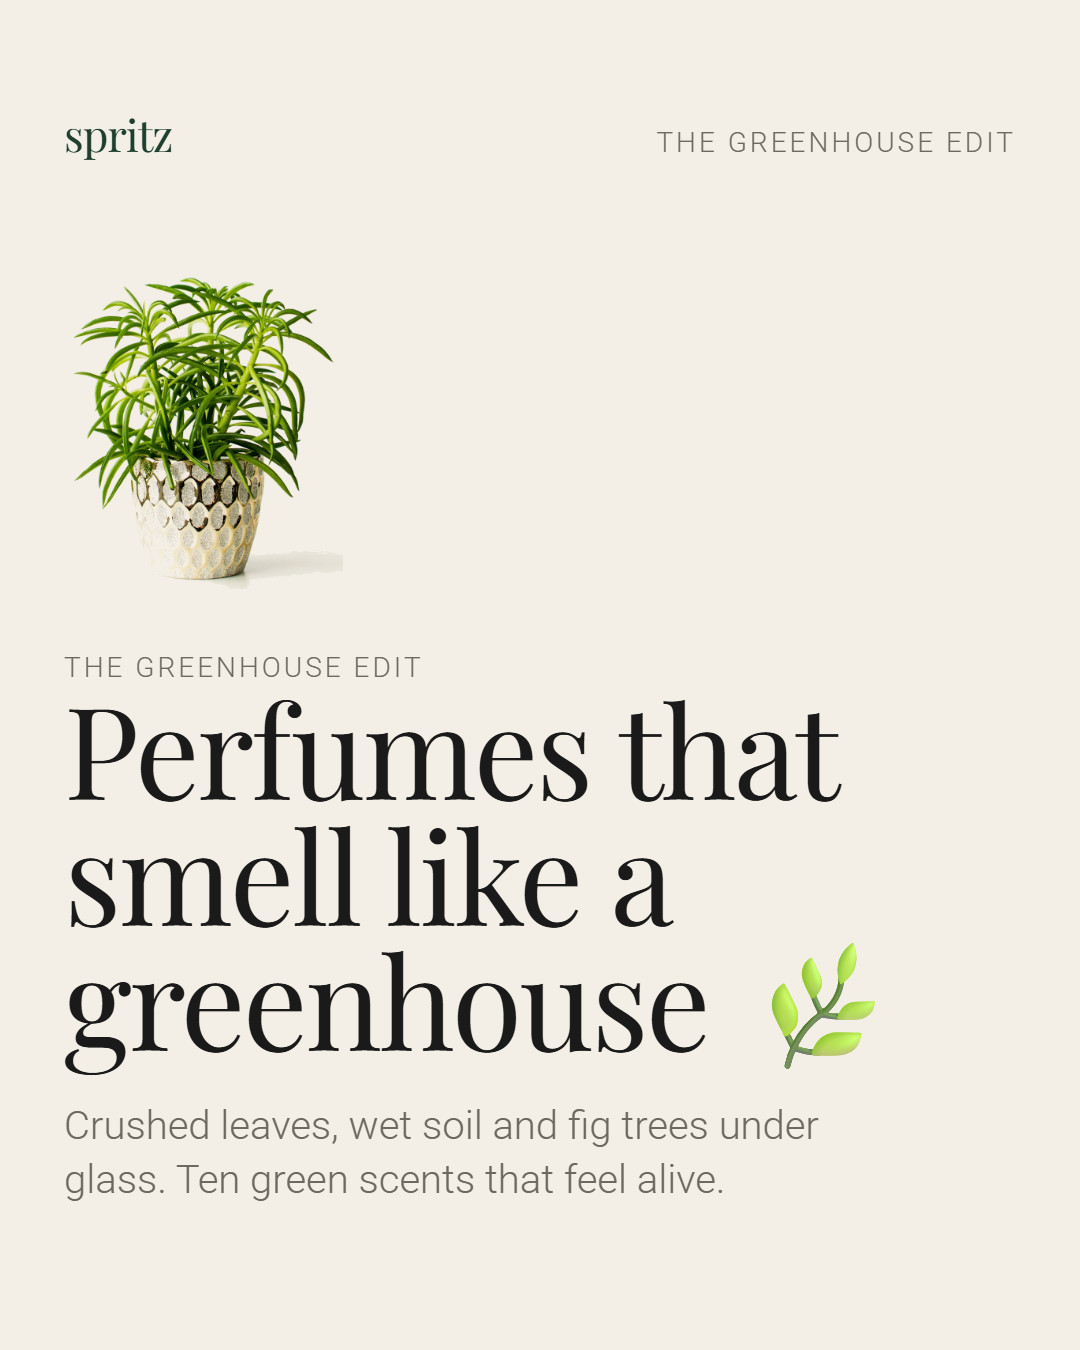 spritz
THE GREENHOUSE EDIT
THE GREENHOUSE EDIT
Perfumes that
smell like a
greenhouse 🌿
Crushed leaves, wet soil and fig trees under
glass. Ten green scents that feel alive.